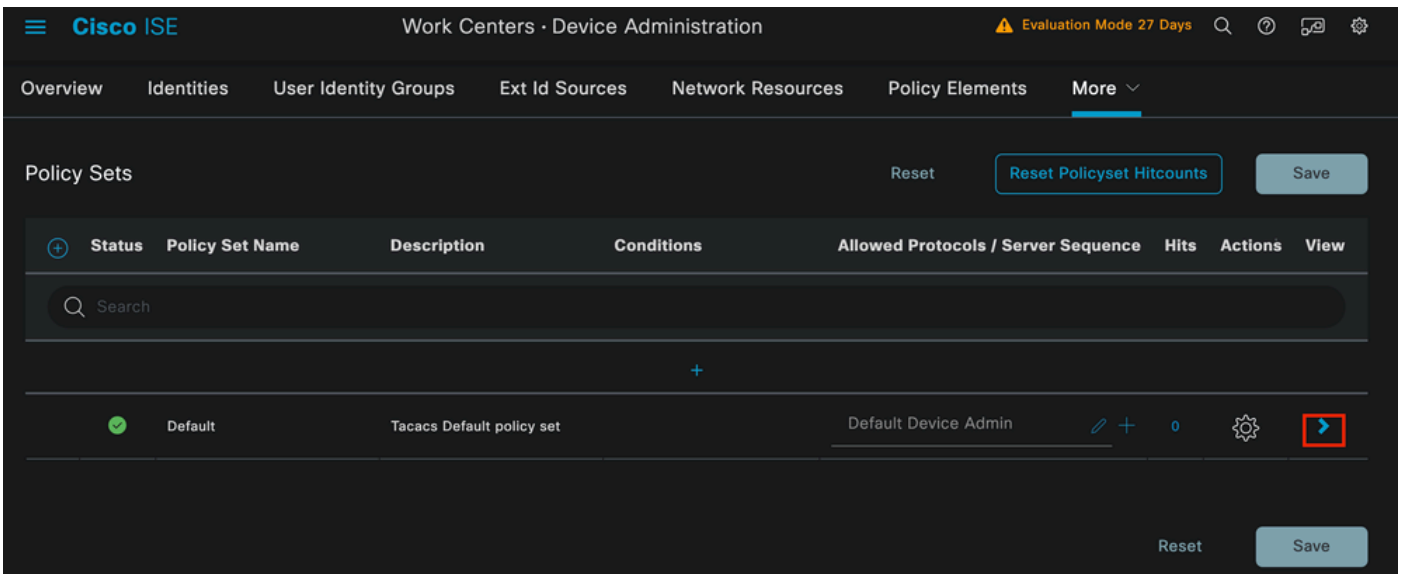 Cisco ISE
Work Centers · Device Administration
Evaluation Mode 27 Days
Overview Identities User Identity Groups Ext Id Sources Network Resources Policy Elements More
Policy Sets
Reset
Reset Policyset Hitcounts
Save
Status Policy Set Name Description Conditions Allowed Protocols / Server Sequence Hits Actions View
Search
+
Default Tacacs Default policy set Default Device Admin + 0
Reset
Save